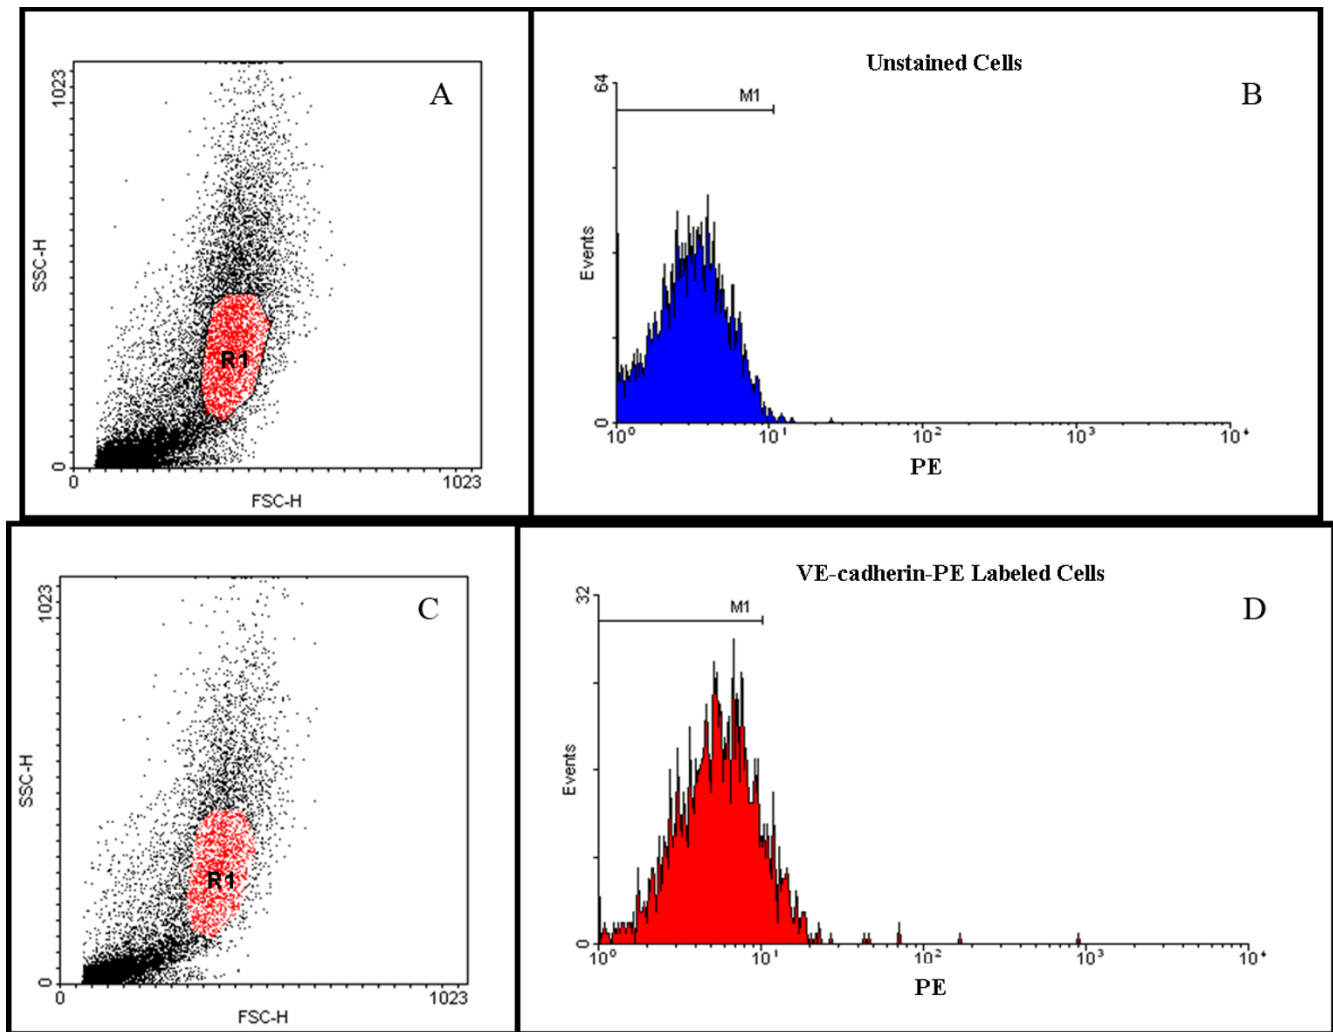 A
1023
SSC-H
R1
0
0
1023
FSC-H
Unstained Cells
B
64
M1
Events
0
10⁰
10¹
10²
10³
10⁴
PE
C
1023
SSC-H
R1
0
0
1023
FSC-H
VE-cadherin-PE Labeled Cells
D
32
M1
Events
0
10⁰
10¹
10²
10³
10⁴
PE